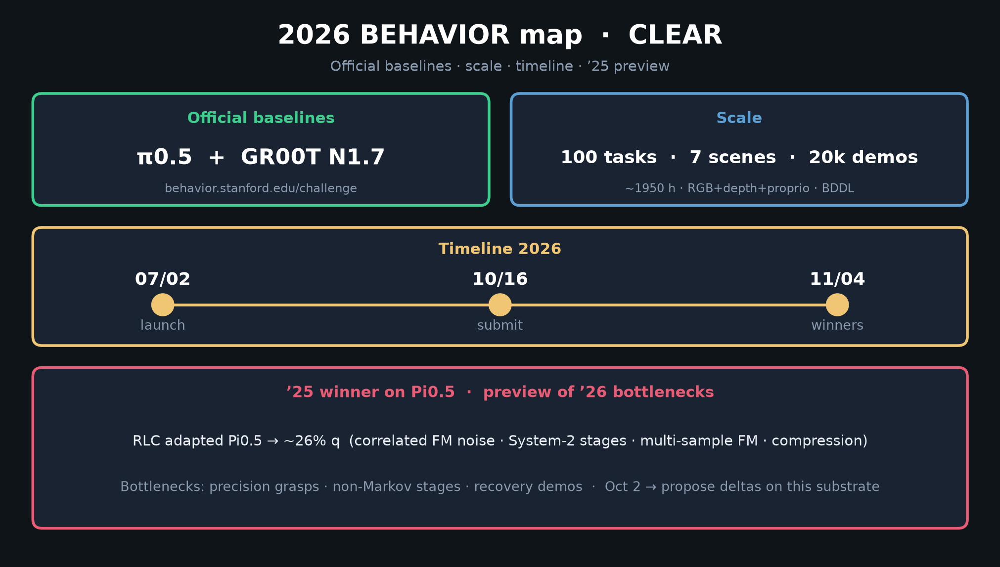 2026 BEHAVIOR map · CLEAR
Official baselines · scale · timeline · ’25 preview
Official baselines
π0.5 + GR00T N1.7
behavior.stanford.edu/challenge
Scale
100 tasks · 7 scenes · 20k demos
~1950 h · RGB+depth+proprio · BDDL
Timeline 2026
07/02 10/16 11/04
launch submit winners
’25 winner on Pi0.5 · preview of ’26 bottlenecks
RLC adapted Pi0.5 → ~26% q (correlated FM noise · System-2 stages · multi-sample FM · compression)
Bottlenecks: precision grasps · non-Markov stages · recovery demos · Oct 2 → propose deltas on this substrate